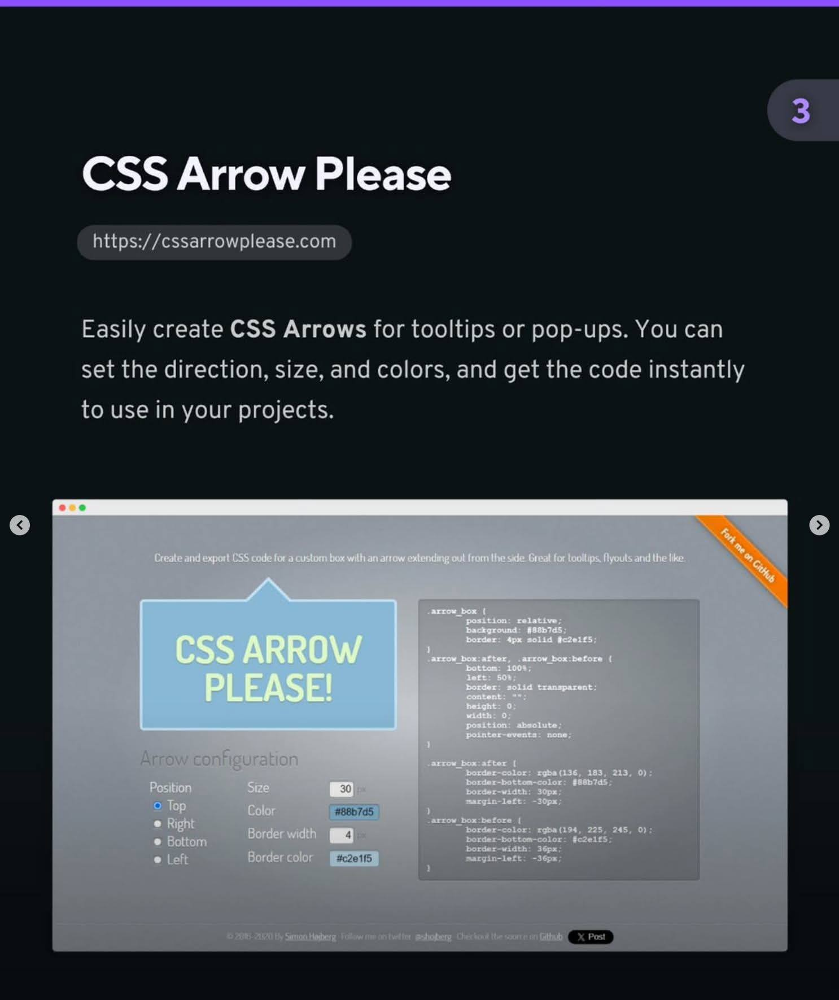 3
CSS Arrow Please
https://cssarrowplease.com
Easily create CSS Arrows for tooltips or pop-ups. You can
set the direction, size, and colors, and get the code instantly
to use in your projects.
Fork me on GitHub
Create and export CSS code for a custom box with an arrow extending out from the side. Great for tooltips, flyouts and the like.
CSS ARROW
PLEASE!
Arrow configuration
Position
Top
Right
Bottom
Left
Size 30 px
Color #88b7d5
Border width 4 px
Border color #c2e1f5
.arrow_box {
position: relative;
background: #88b7d5;
border: 4px solid #c2e1f5;
}
.arrow_box:after, .arrow_box:before {
bottom: 100%;
left: 50%;
border: solid transparent;
content: "";
height: 0;
width: 0;
position: absolute;
pointer-events: none;
}
.arrow_box:after {
border-color: rgba(136, 183, 213, 0);
border-bottom-color: #88b7d5;
border-width: 30px;
margin-left: -30px;
}
.arrow_box:before {
border-color: rgba(194, 225, 245, 0);
border-bottom-color: #c2e1f5;
border-width: 36px;
margin-left: -36px;
}
By Simon Højberg Follow me on twitter @shojberg Checkout the source on Github X Post